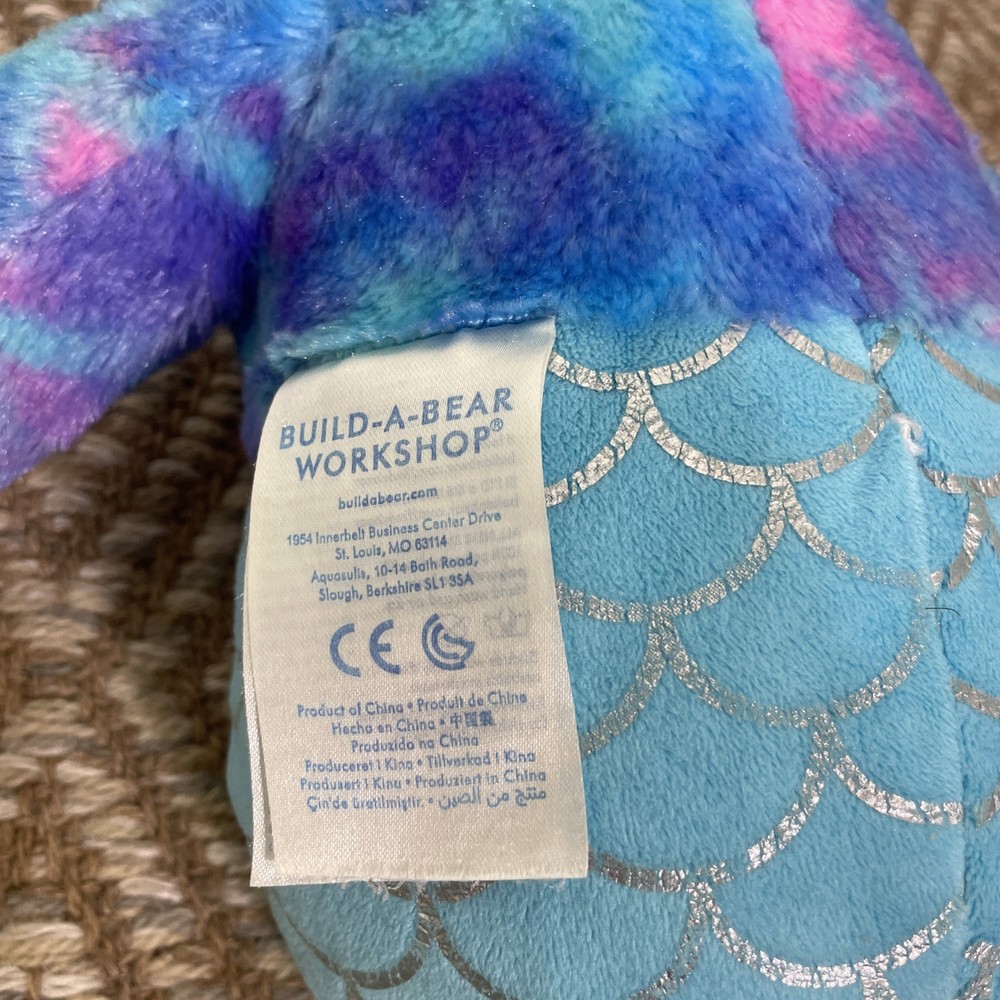 BUILD-A-BEAR
WORKSHOP®
buildabear.com
1954 Innerbelt Business Center Drive
St. Louis, MO 63114
Aquasulis, 10-14 Bath Road,
Slough, Berkshire SL1 3SA
CE
Product of China • Produit de Chine
Hecho en China • 中国製
Produzido na China
Produceret i Kina • Tillverkad i Kina
Produsert i Kina • Produziert in China
Çin'de üretilmiştir. • منتج من الصين